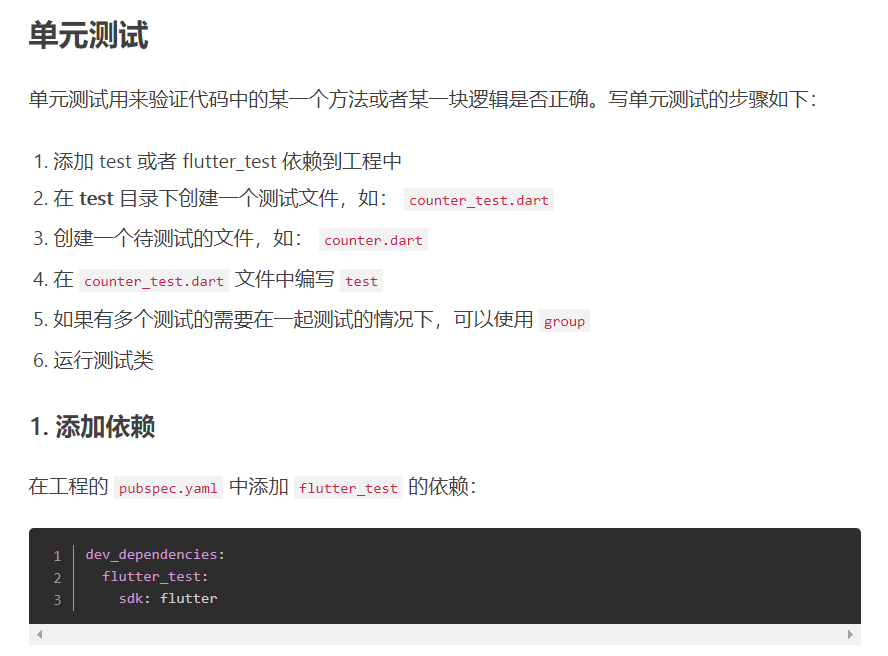 单元测试
单元测试用来验证代码中的某一个方法或者某一块逻辑是否正确。写单元测试的步骤如下：
1. 添加 test 或者 flutter_test 依赖到工程中
2. 在 test 目录下创建一个测试文件，如： counter_test.dart
3. 创建一个待测试的文件，如： counter.dart
4. 在 counter_test.dart 文件中编写 test
5. 如果有多个测试的需要在一起测试的情况下，可以使用 group
6. 运行测试类
1. 添加依赖
在工程的 pubspec.yaml 中添加 flutter_test 的依赖：
1 dev_dependencies:
2   flutter_test:
3     sdk: flutter